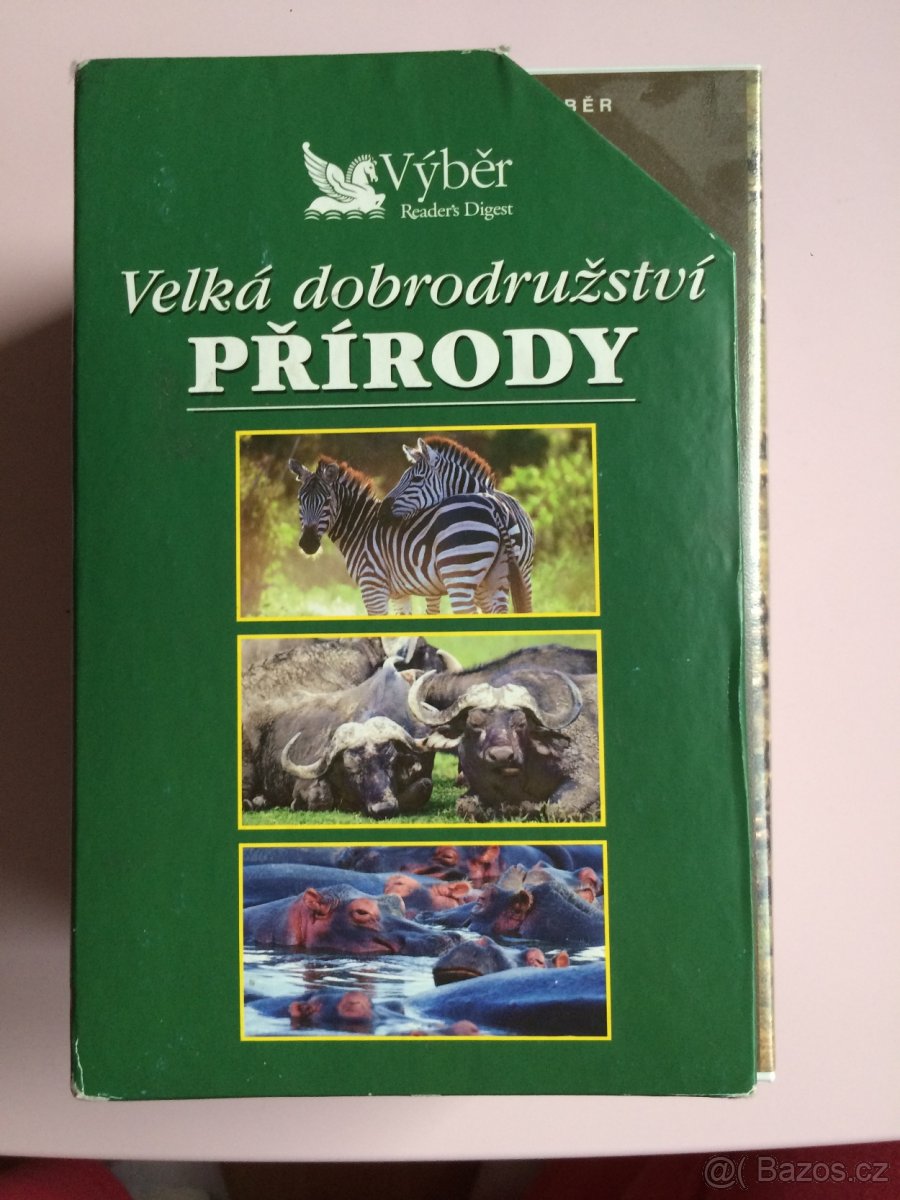 BĚR
Výběr
Reader's Digest
Velká dobrodružství
PŘÍRODY
@( Bazos.cz